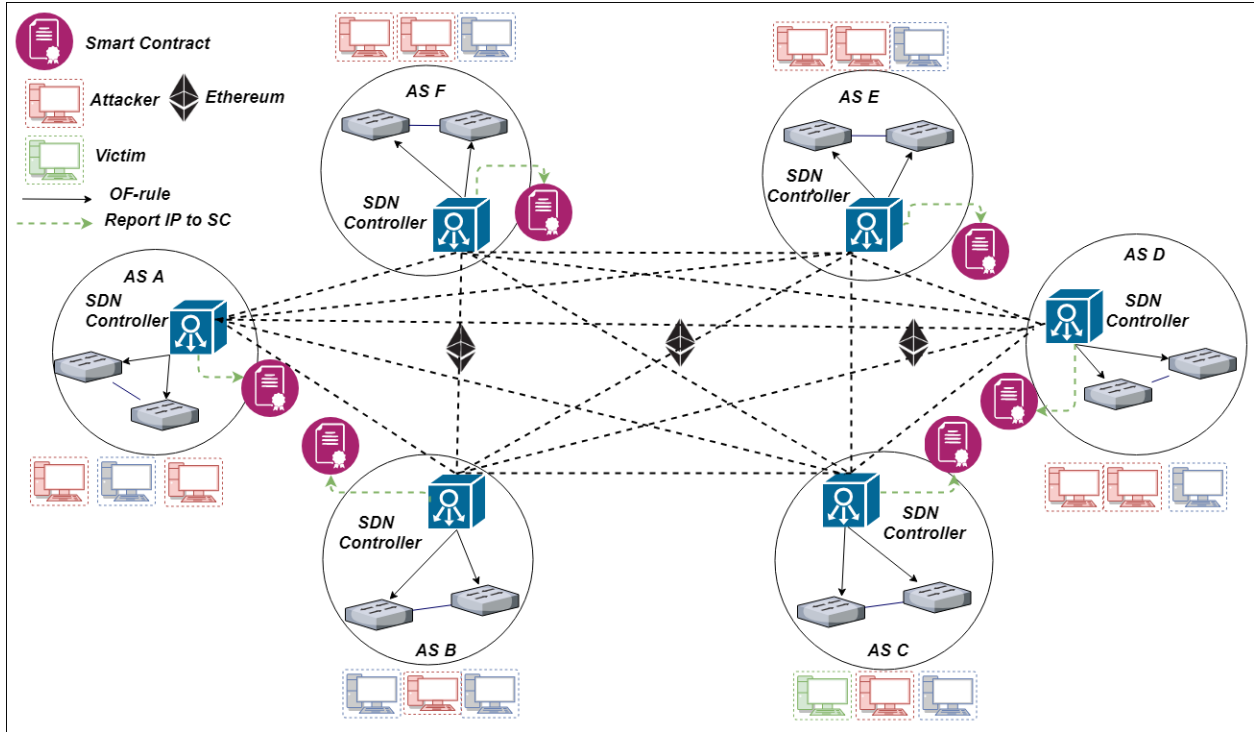 Smart Contract
Attacker
Ethereum
Victim
OF-rule
Report IP to SC
AS F
SDN
Controller
AS E
SDN
Controller
AS A
SDN
Controller
AS D
SDN
Controller
SDN
Controller
AS B
SDN
Controller
AS C